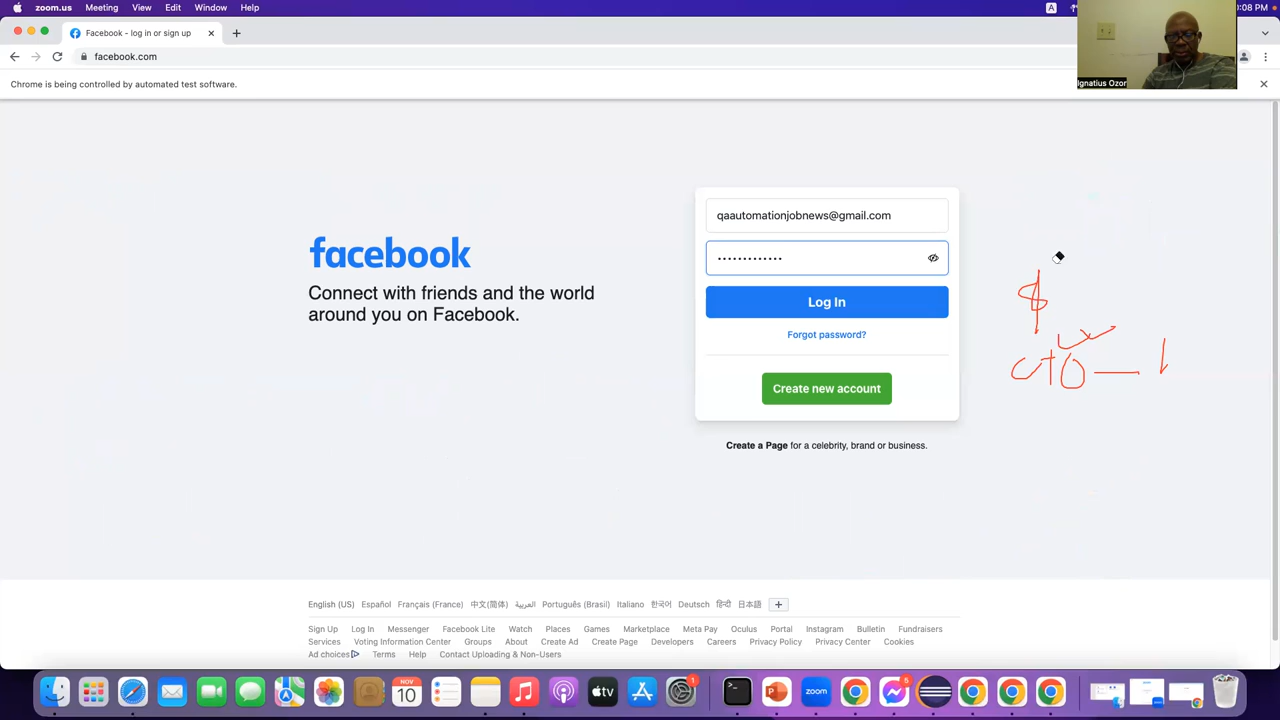 zoom.us Meeting View Edit Window Help
A
:08 PM
Facebook - log in or sign up
facebook.com
Chrome is being controlled by automated test software.
Ignatius Ozor
qaautomationjobnews@gmail.com
facebook
Connect with friends and the world
around you on Facebook.
•••••••••••••
Log In
Forgot password?
Create new account
Create a Page for a celebrity, brand or business.
$
English (US) Español Français (France) 中文(简体) العربية Português (Brasil) Italiano 한국어 Deutsch हिन्दी 日本語 +
Sign Up Log In Messenger Facebook Lite Watch Places Games Marketplace Meta Pay Oculus Portal Instagram Bulletin Fundraisers
Services Voting Information Center Groups About Create Ad Create Page Developers Careers Privacy Policy Privacy Center Cookies
Ad choices Terms Help Contact Uploading & Non-Users
NOV
10
tv
zoom
1
6